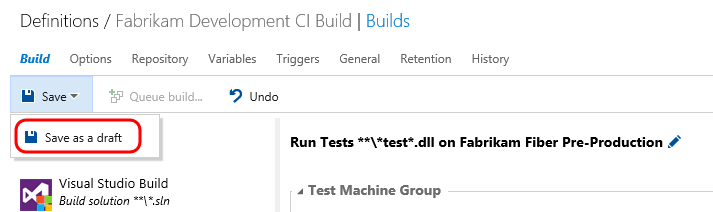 Definitions / Fabrikam Development CI Build | Builds
Build Options Repository Variables Triggers General Retention History
Save Queue build... Undo
Save as a draft
Run Tests **\*test*.dll on Fabrikam Fiber Pre-Production
Visual Studio Build
Build solution **\*.sln
Test Machine Group